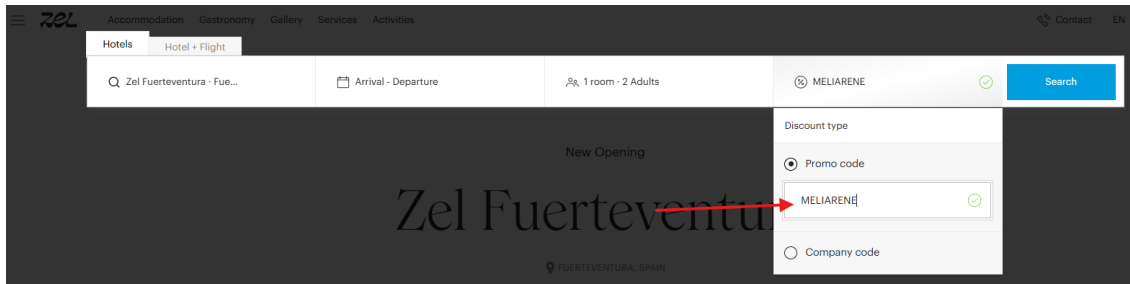 zel Accommodation Gastronomy Gallery Services Activities Contact EN
Hotels Hotel + Flight
Zel Fuerteventura · Fue... Arrival - Departure 1 room · 2 Adults MELIARENE Search
Discount type
New Opening
Promo code
Zel Fuerteventu
MELIARENE
Company code
FUERTEVENTURA, SPAIN